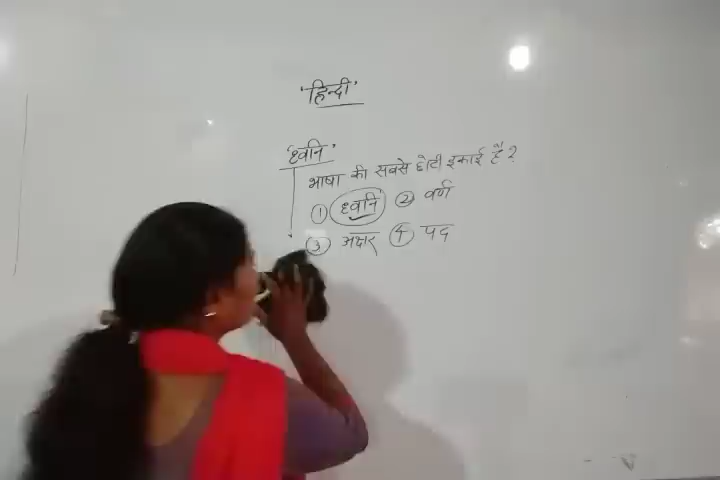 'हिन्दी'
'ध्वनि'
भाषा की सबसे छोटी इकाई है?
① ध्वनि ② वर्ण
③ अक्षर ④ पद